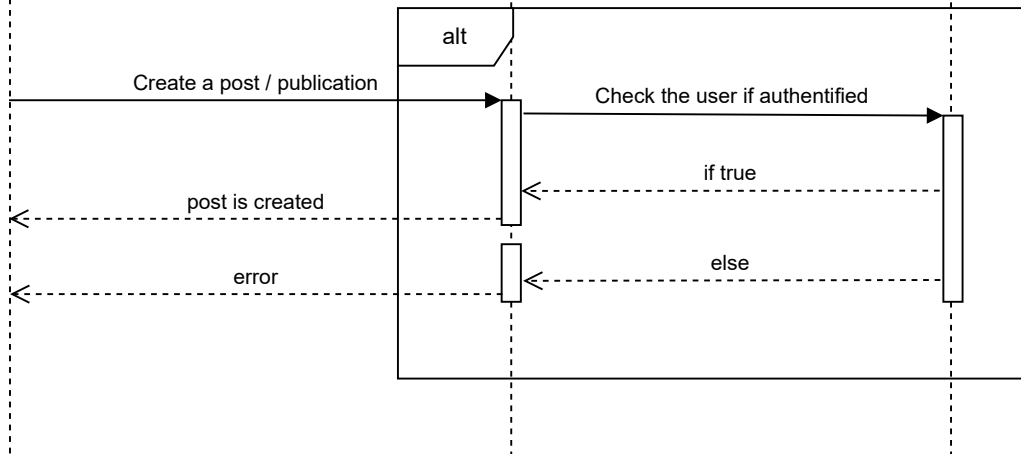 alt
Create a post / publication
Check the user if authentified
if true
post is created
else
error